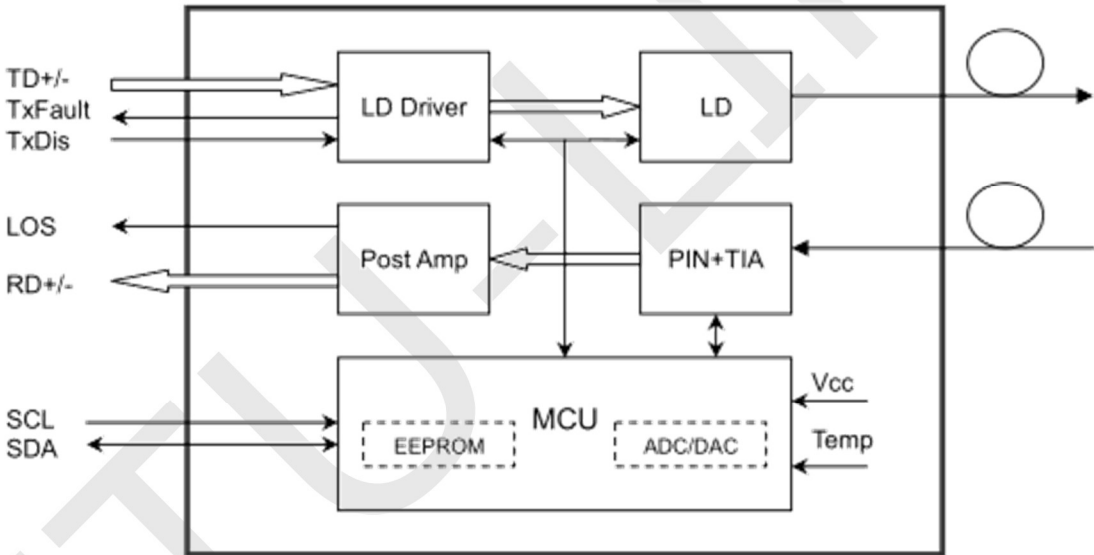 TD+/-
TxFault
TxDis
LD Driver
LD
LOS
RD+/-
Post Amp
PIN+TIA
SCL
SDA
MCU
EEPROM
ADC/DAC
Vcc
Temp